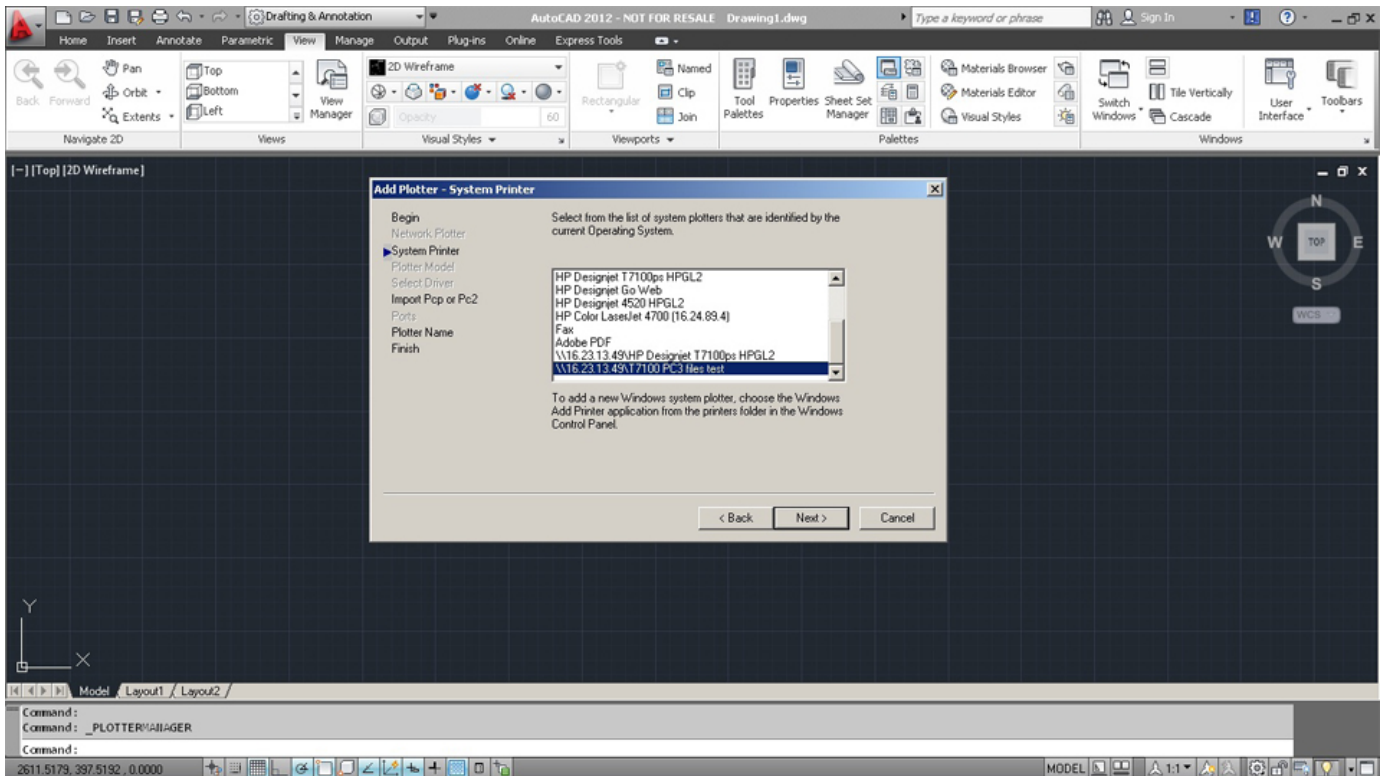 Drafting & Annotation
AutoCAD 2012 - NOT FOR RESALE Drawing1.dwg
Type a keyword or phrase
Sign In
Home Insert Annotate Parametric View Manage Output Plug-ins Online Express Tools
Back Forward
Pan
Orbit
Extents
Navigate 2D
Top
Bottom
Left
View Manager
Views
2D Wireframe
Opacity 60
Visual Styles
Rectangular
Named
Clip
Join
Viewports
Tool Palettes
Properties
Sheet Set Manager
Materials Browser
Materials Editor
Visual Styles
Palettes
Switch Windows
Tile Vertically
Cascade
Windows
User Interface
Toolbars
[−] [Top] [2D Wireframe]
N
W TOP E
S
WCS
Add Plotter - System Printer
Begin
Network Plotter
System Printer
Plotter Model
Select Driver
Import Pcp or Pc2
Ports
Plotter Name
Finish
Select from the list of system plotters that are identified by the
current Operating System.
HP Designjet T7100ps HPGL2
HP Designjet Go Web
HP Designjet 4520 HPGL2
HP Color LaserJet 4700 (16.24.89.4)
Fax
Adobe PDF
\\16.23.13.49\HP Designjet T7100ps HPGL2
\\16.23.13.49\T7100 PC3 files test
To add a new Windows system plotter, choose the Windows
Add Printer application from the printers folder in the Windows
Control Panel.
< Back Next > Cancel
Y
X
Model Layout1 Layout2
Command:
Command: _PLOTTERMANAGER
Command:
2611.5179, 397.5192 , 0.0000
MODEL 1:1